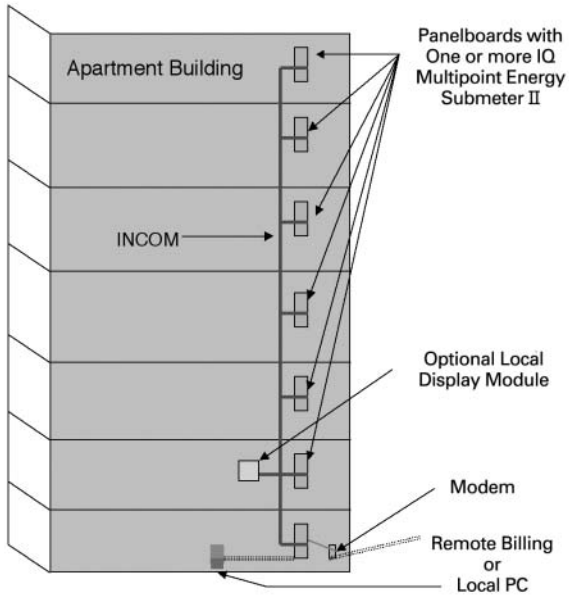 Panelboards with
One or more IQ
Multipoint Energy
Submeter II
Apartment Building
INCOM
Optional Local
Display Module
Modem
Remote Billing
or
Local PC